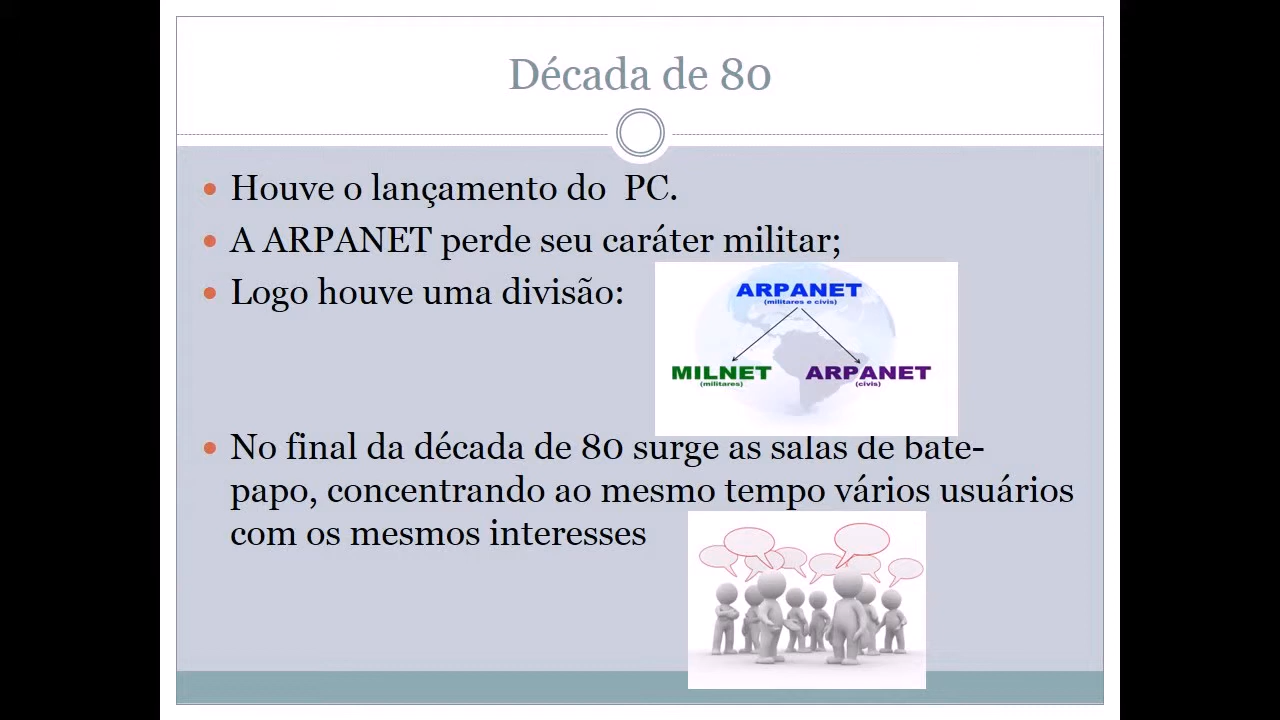 Década de 80
Houve o lançamento do  PC.
A ARPANET perde seu caráter militar;
Logo houve uma divisão:
ARPANET
(militares e civis)
MILNET
(militares)
ARPANET
(civis)
No final da década de 80 surge as salas de bate-
papo, concentrando ao mesmo tempo vários usuários
com os mesmos interesses